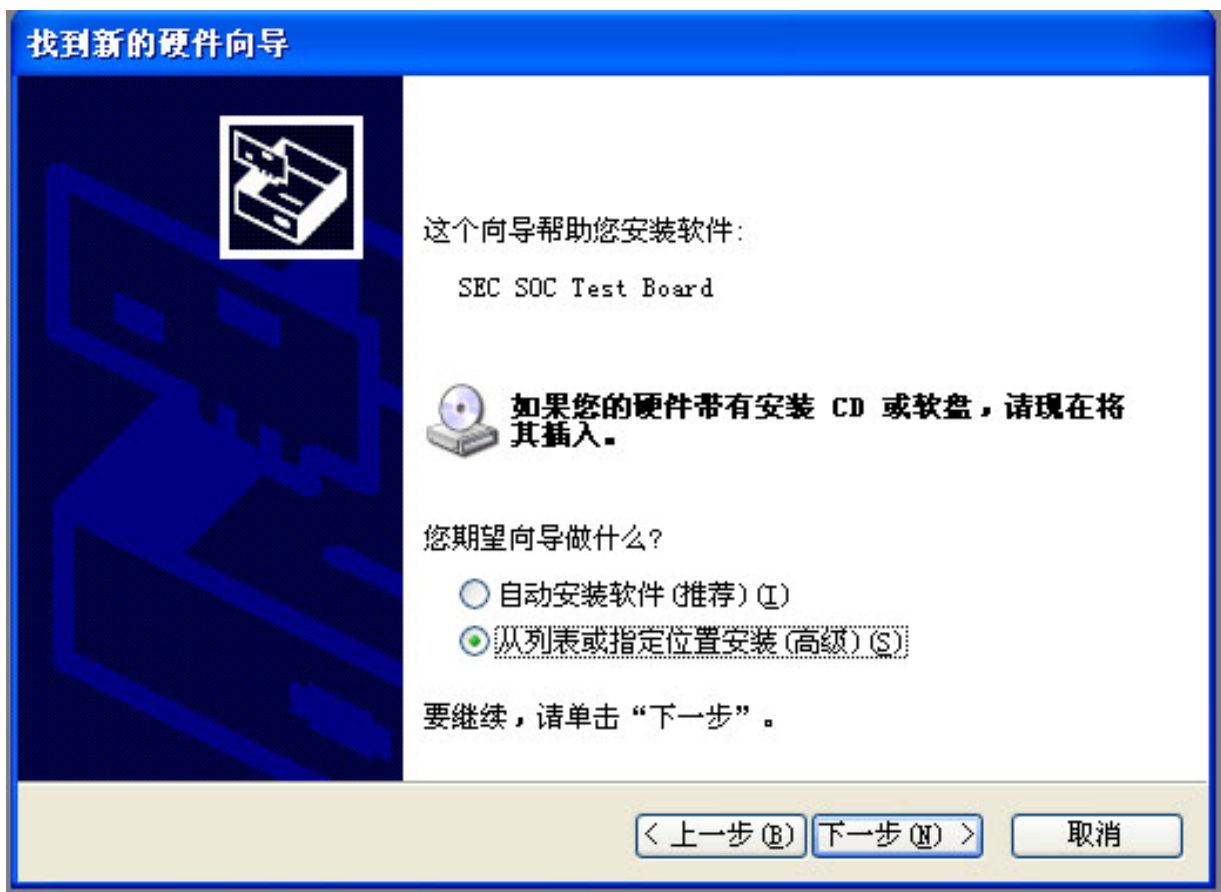 找到新的硬件向导
这个向导帮助您安装软件:
SEC SOC Test Board
如果您的硬件带有安装 CD 或软盘，请现在将
其插入。
您期望向导做什么?
自动安装软件(推荐)(I)
从列表或指定位置安装(高级)(S)
要继续，请单击“下一步”。
< 上一步(B) 下一步(N) > 取消